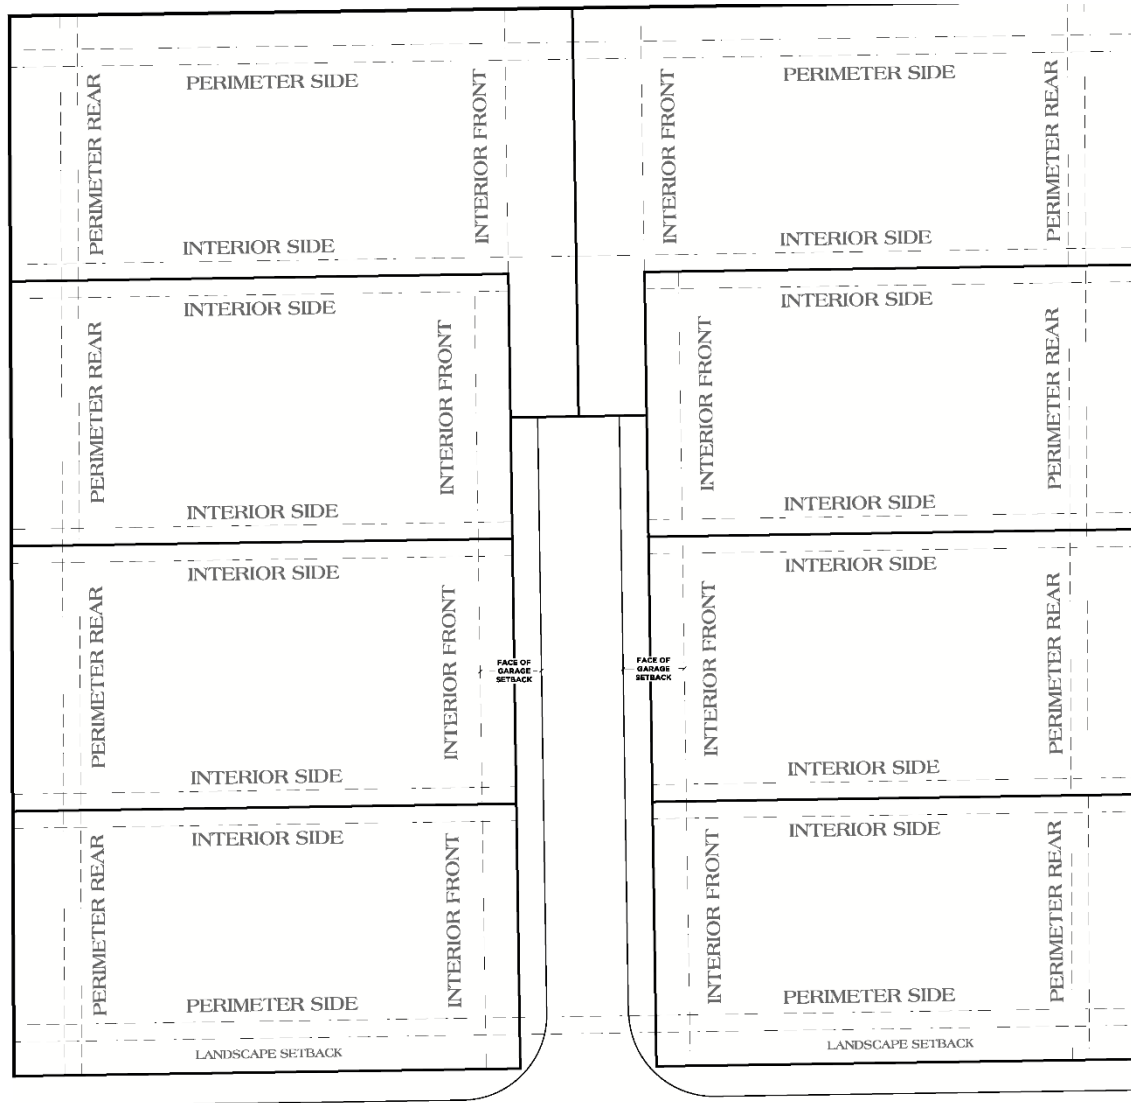 PERIMETER SIDE
PERIMETER REAR
INTERIOR FRONT
INTERIOR SIDE
PERIMETER SIDE
INTERIOR FRONT
PERIMETER REAR
INTERIOR SIDE
INTERIOR SIDE
PERIMETER REAR
INTERIOR FRONT
INTERIOR SIDE
INTERIOR SIDE
INTERIOR FRONT
PERIMETER REAR
INTERIOR SIDE
INTERIOR SIDE
PERIMETER REAR
INTERIOR FRONT
INTERIOR SIDE
FACE OF
GARAGE
SETBACK
FACE OF
GARAGE
SETBACK
INTERIOR SIDE
INTERIOR FRONT
PERIMETER REAR
INTERIOR SIDE
INTERIOR SIDE
PERIMETER REAR
INTERIOR FRONT
PERIMETER SIDE
LANDSCAPE SETBACK
INTERIOR SIDE
INTERIOR FRONT
PERIMETER REAR
PERIMETER SIDE
LANDSCAPE SETBACK